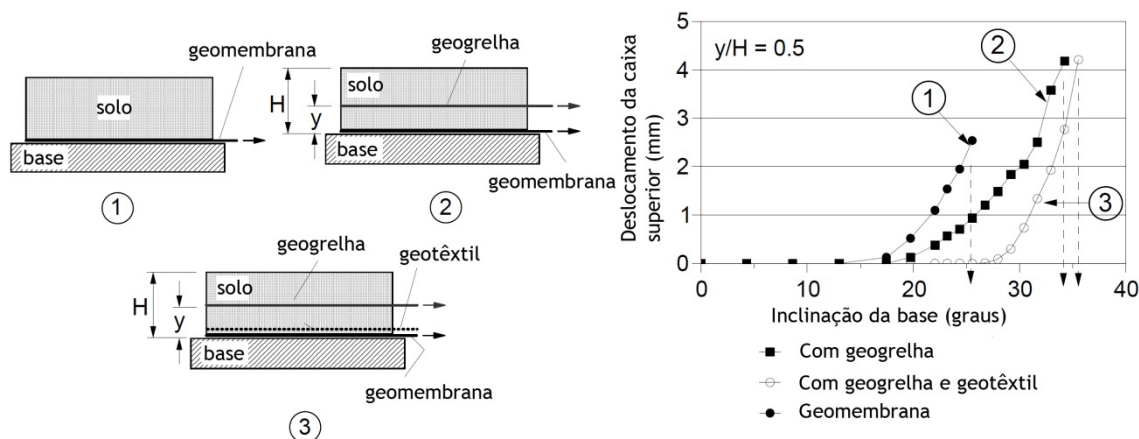 geomembrana
solo
base
1
geogrelha
H
solo
y
base
geomembrana
2
geogrelha
geotêxtil
H
solo
y
base
geomembrana
3
Deslocamento da caixa
superior (mm)
5
4
3
2
1
0
y/H = 0.5
1
2
3
0
10
20
30
40
Inclinação da base (graus)
Com geogrelha
Com geogrelha e geotêxtil
Geomembrana